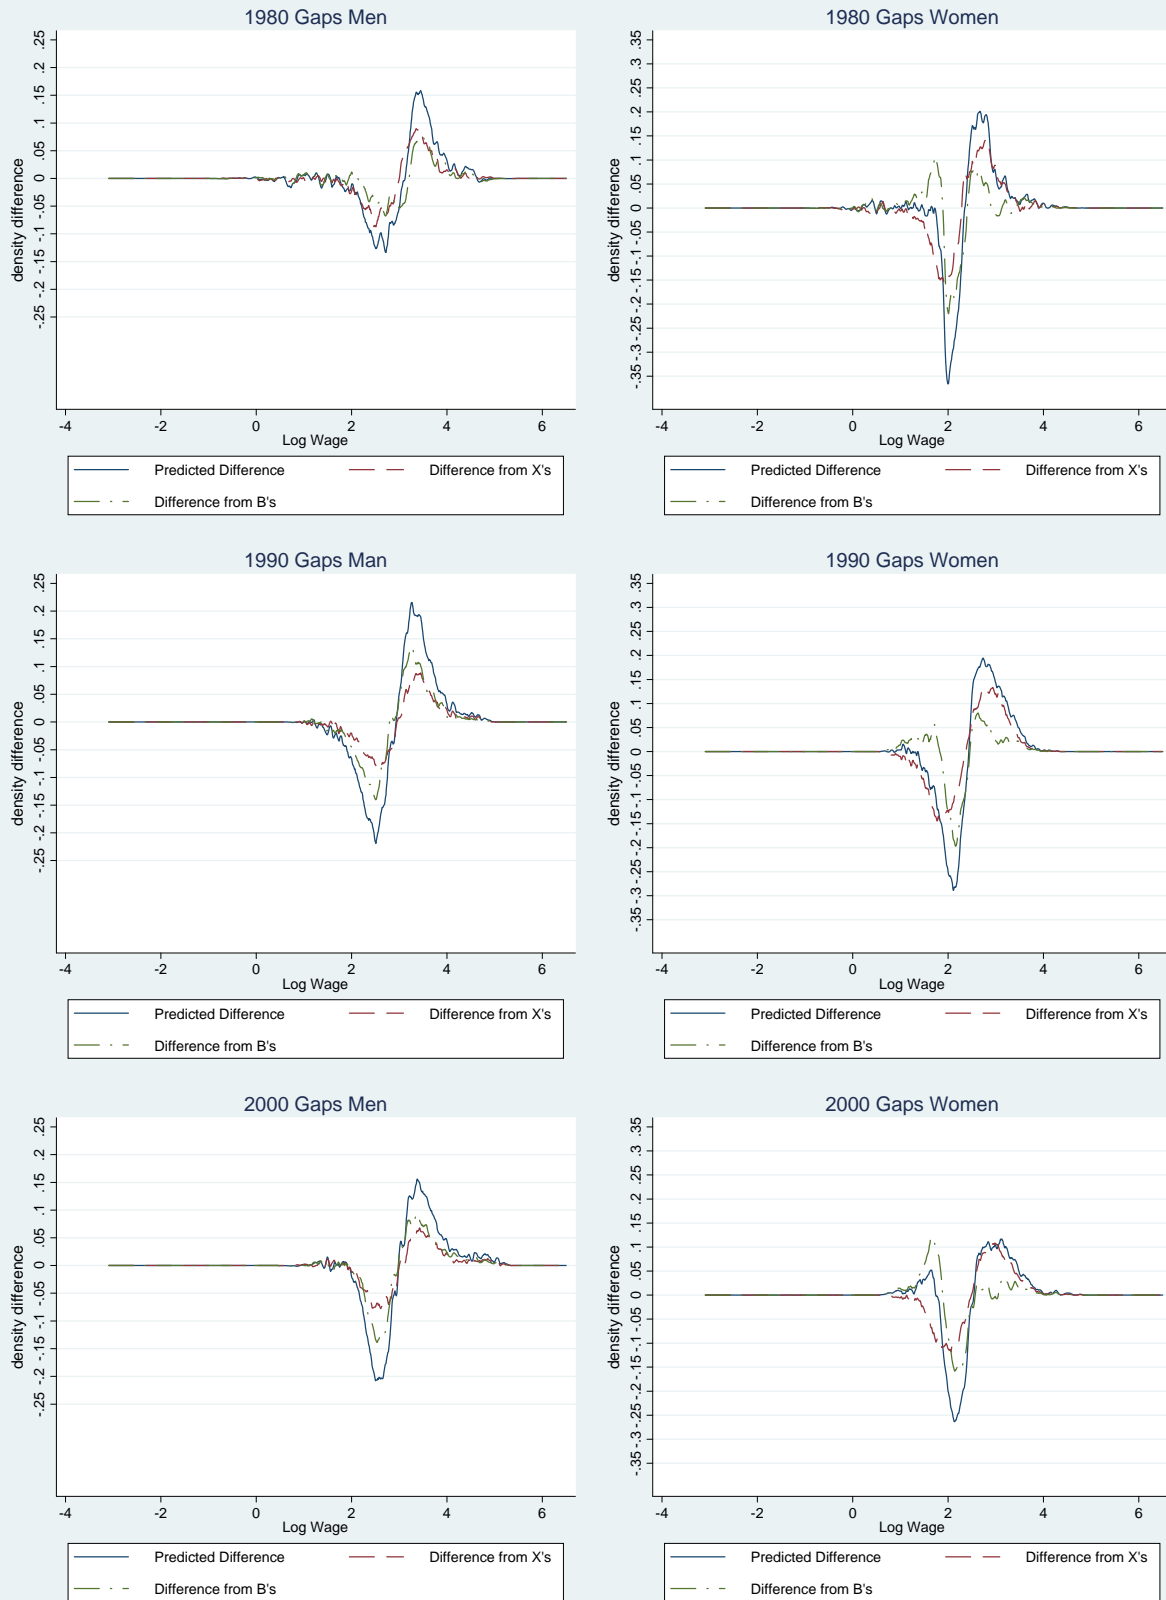 1980 Gaps Men
density difference
.25
.2
.15
.1
.05
0
-.05
-.1
-.15
-.2
-.25
-4 -2 0 2 4 6
Log Wage
Predicted Difference Difference from X's
Difference from B's
1980 Gaps Women
density difference
.35
.3
.25
.2
.15
.1
.05
0
-.05
-.1
-.15
-.2
-.25
-.3
-.35
-4 -2 0 2 4 6
Log Wage
Predicted Difference Difference from X's
Difference from B's
1990 Gaps Man
density difference
.25
.2
.15
.1
.05
0
-.05
-.1
-.15
-.2
-.25
-4 -2 0 2 4 6
Log Wage
Predicted Difference Difference from X's
Difference from B's
1990 Gaps Women
density difference
.35
.3
.25
.2
.15
.1
.05
0
-.05
-.1
-.15
-.2
-.25
-.3
-.35
-4 -2 0 2 4 6
Log Wage
Predicted Difference Difference from X's
Difference from B's
2000 Gaps Men
density difference
.25
.2
.15
.1
.05
0
-.05
-.1
-.15
-.2
-.25
-4 -2 0 2 4 6
Log Wage
Predicted Difference Difference from X's
Difference from B's
2000 Gaps Women
density difference
.35
.3
.25
.2
.15
.1
.05
0
-.05
-.1
-.15
-.2
-.25
-.3
-.35
-4 -2 0 2 4 6
Log Wage
Predicted Difference Difference from X's
Difference from B's